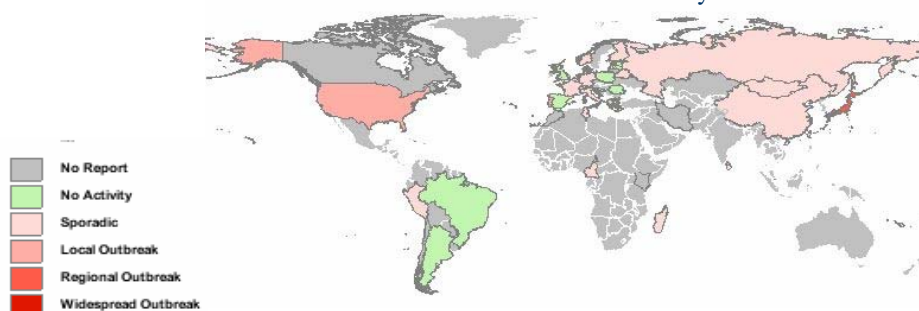 No Report
No Activity
Sporadic
Local Outbreak
Regional Outbreak
Widespread Outbreak